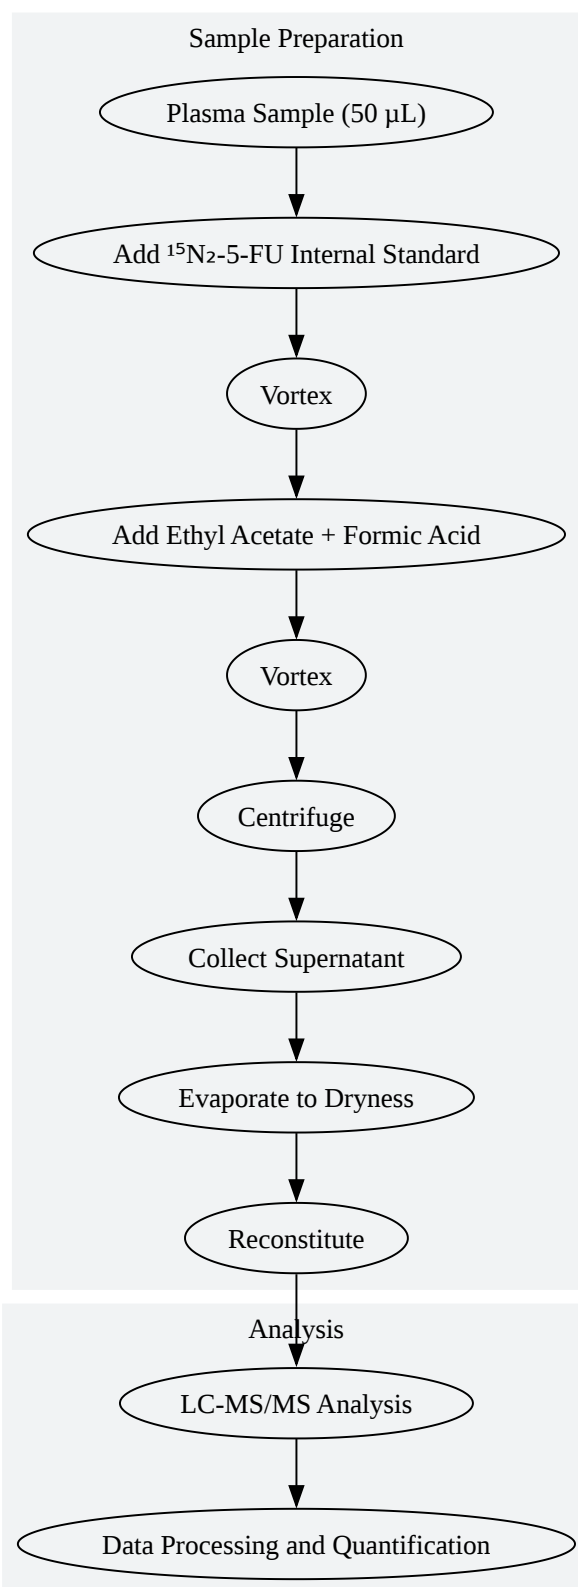 Sample Preparation
Plasma Sample (50 µL)
Add ¹⁵N₂-5-FU Internal Standard
Vortex
Add Ethyl Acetate + Formic Acid
Vortex
Centrifuge
Collect Supernatant
Evaporate to Dryness
Reconstitute
Analysis
LC-MS/MS Analysis
Data Processing and Quantification